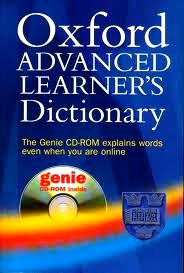 Oxford
ADVANCED
LEARNER'S
Dictionary
The Genie CD-ROM explains words
even when you are online
genie
CD-ROM inside